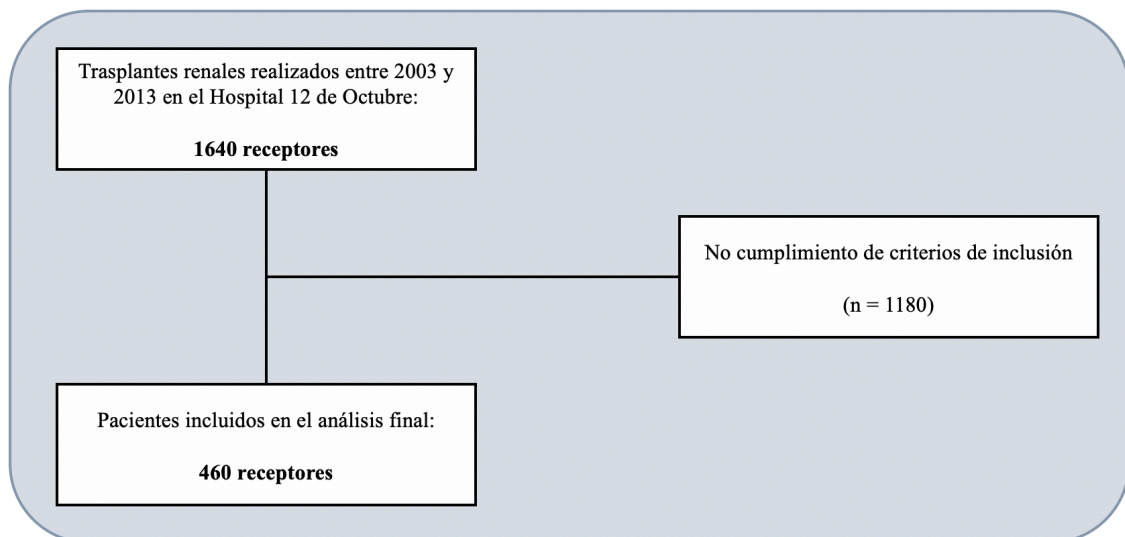 Trasplantes renales realizados entre 2003 y
2013 en el Hospital 12 de Octubre:
1640 receptores
No cumplimiento de criterios de inclusión
(n = 1180)
Pacientes incluidos en el análisis final:
460 receptores